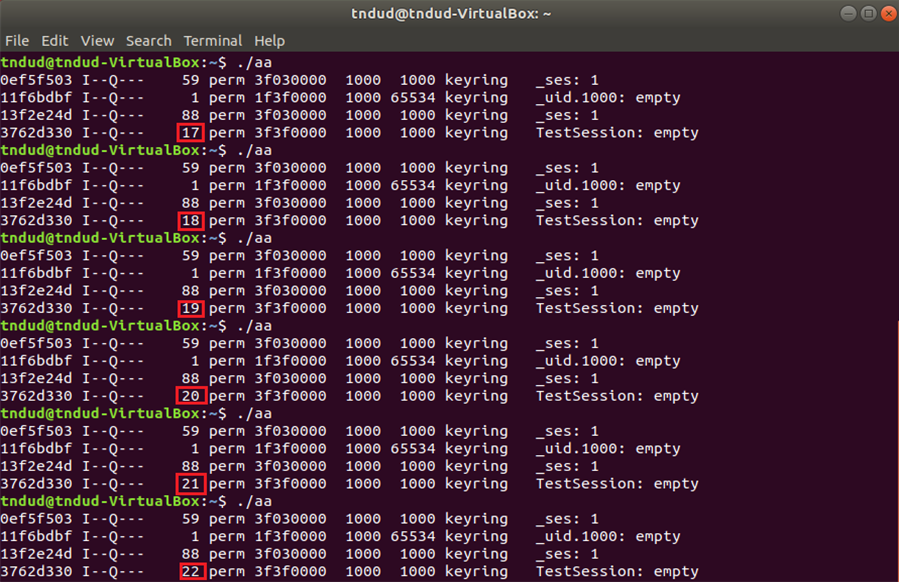 tndud@tndud-VirtualBox: ~
File Edit View Search Terminal Help
tndud@tndud-VirtualBox:~$ ./aa
0ef5f503 I--Q---    59 perm 3f030000  1000  1000 keyring   _ses: 1
11f6bdbf I--Q---     1 perm 1f3f0000  1000 65534 keyring   _uid.1000: empty
13f2e24d I--Q---    88 perm 3f030000  1000  1000 keyring   _ses: 1
3762d330 I--Q---    17 perm 3f3f0000  1000  1000 keyring   TestSession: empty
tndud@tndud-VirtualBox:~$ ./aa
0ef5f503 I--Q---    59 perm 3f030000  1000  1000 keyring   _ses: 1
11f6bdbf I--Q---     1 perm 1f3f0000  1000 65534 keyring   _uid.1000: empty
13f2e24d I--Q---    88 perm 3f030000  1000  1000 keyring   _ses: 1
3762d330 I--Q---    18 perm 3f3f0000  1000  1000 keyring   TestSession: empty
tndud@tndud-VirtualBox:~$ ./aa
0ef5f503 I--Q---    59 perm 3f030000  1000  1000 keyring   _ses: 1
11f6bdbf I--Q---     1 perm 1f3f0000  1000 65534 keyring   _uid.1000: empty
13f2e24d I--Q---    88 perm 3f030000  1000  1000 keyring   _ses: 1
3762d330 I--Q---    19 perm 3f3f0000  1000  1000 keyring   TestSession: empty
tndud@tndud-VirtualBox:~$ ./aa
0ef5f503 I--Q---    59 perm 3f030000  1000  1000 keyring   _ses: 1
11f6bdbf I--Q---     1 perm 1f3f0000  1000 65534 keyring   _uid.1000: empty
13f2e24d I--Q---    88 perm 3f030000  1000  1000 keyring   _ses: 1
3762d330 I--Q---    20 perm 3f3f0000  1000  1000 keyring   TestSession: empty
tndud@tndud-VirtualBox:~$ ./aa
0ef5f503 I--Q---    59 perm 3f030000  1000  1000 keyring   _ses: 1
11f6bdbf I--Q---     1 perm 1f3f0000  1000 65534 keyring   _uid.1000: empty
13f2e24d I--Q---    88 perm 3f030000  1000  1000 keyring   _ses: 1
3762d330 I--Q---    21 perm 3f3f0000  1000  1000 keyring   TestSession: empty
tndud@tndud-VirtualBox:~$ ./aa
0ef5f503 I--Q---    59 perm 3f030000  1000  1000 keyring   _ses: 1
11f6bdbf I--Q---     1 perm 1f3f0000  1000 65534 keyring   _uid.1000: empty
13f2e24d I--Q---    88 perm 3f030000  1000  1000 keyring   _ses: 1
3762d330 I--Q---    22 perm 3f3f0000  1000  1000 keyring   TestSession: empty